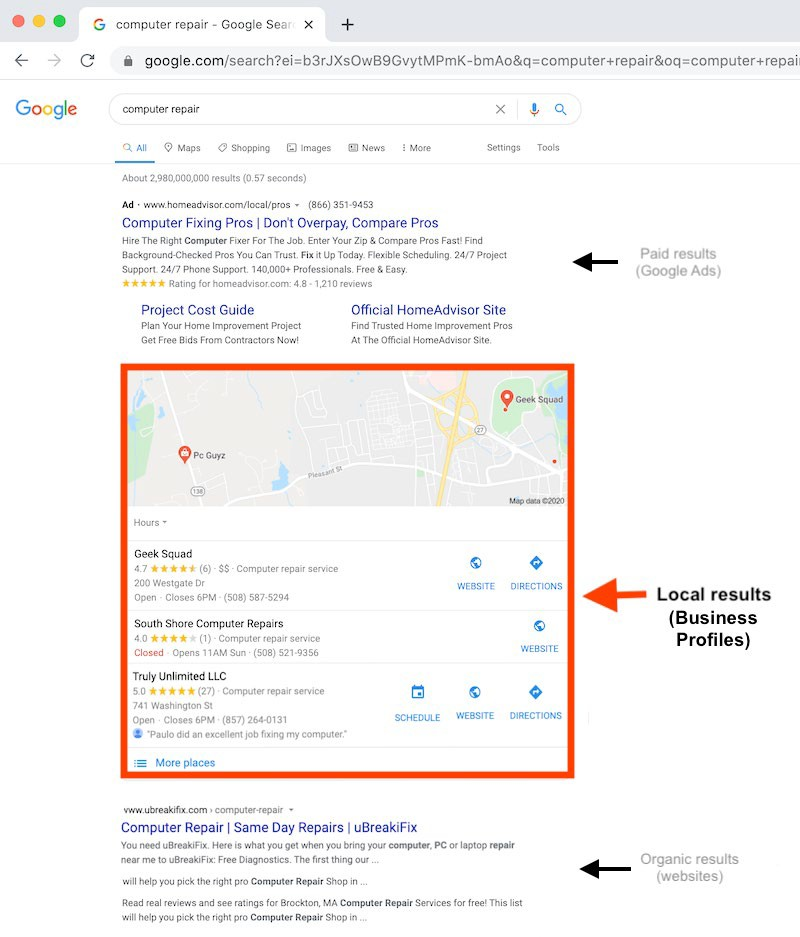 computer repair - Google Sear
google.com/search?ei=b3rJXsOwB9GvytMPmK-bmAo&q=computer+repair&oq=computer+repai
Google
computer repair
All Maps Shopping Images News More Settings Tools
About 2,980,000,000 results (0.57 seconds)
Ad · www.homeadvisor.com/local/pros (866) 351-9453
Computer Fixing Pros | Don't Overpay, Compare Pros
Hire The Right Computer Fixer For The Job. Enter Your Zip & Compare Pros Fast! Find
Background-Checked Pros You Can Trust. Fix it Up Today. Flexible Scheduling. 24/7 Project
Support. 24/7 Phone Support. 140,000+ Professionals. Free & Easy.
Rating for homeadvisor.com: 4.8 - 1,210 reviews
Paid results
(Google Ads)
Project Cost Guide
Plan Your Home Improvement Project
Get Free Bids From Contractors Now!
Official HomeAdvisor Site
Find Trusted Home Improvement Pros
At The Official HomeAdvisor Site.
Geek Squad
27
Pc Guyz
Pleasant St
138
Map data ©2020
Hours
Geek Squad
4.7 (6) · $$ · Computer repair service
200 Westgate Dr
Open · Closes 6PM · (508) 587-5294
WEBSITE DIRECTIONS
South Shore Computer Repairs
4.0 (1) · Computer repair service
Closed · Opens 11AM Sun · (508) 521-9356
WEBSITE
Truly Unlimited LLC
5.0 (27) · Computer repair service
741 Washington St
Open · Closes 6PM · (857) 264-0131
"Paulo did an excellent job fixing my computer."
SCHEDULE WEBSITE DIRECTIONS
More places
Local results
(Business
Profiles)
www.ubreakifix.com › computer-repair
Computer Repair | Same Day Repairs | uBreakiFix
You need uBreakiFix. Here is what you get when you bring your computer, PC or laptop repair
near me to uBreakiFix: Free Diagnostics. The first thing our ...
will help you pick the right pro Computer Repair Shop in ...
Read real reviews and see ratings for Brockton, MA Computer Repair Services for free! This list
will help you pick the right pro Computer Repair Shop in ...
Organic results
(websites)